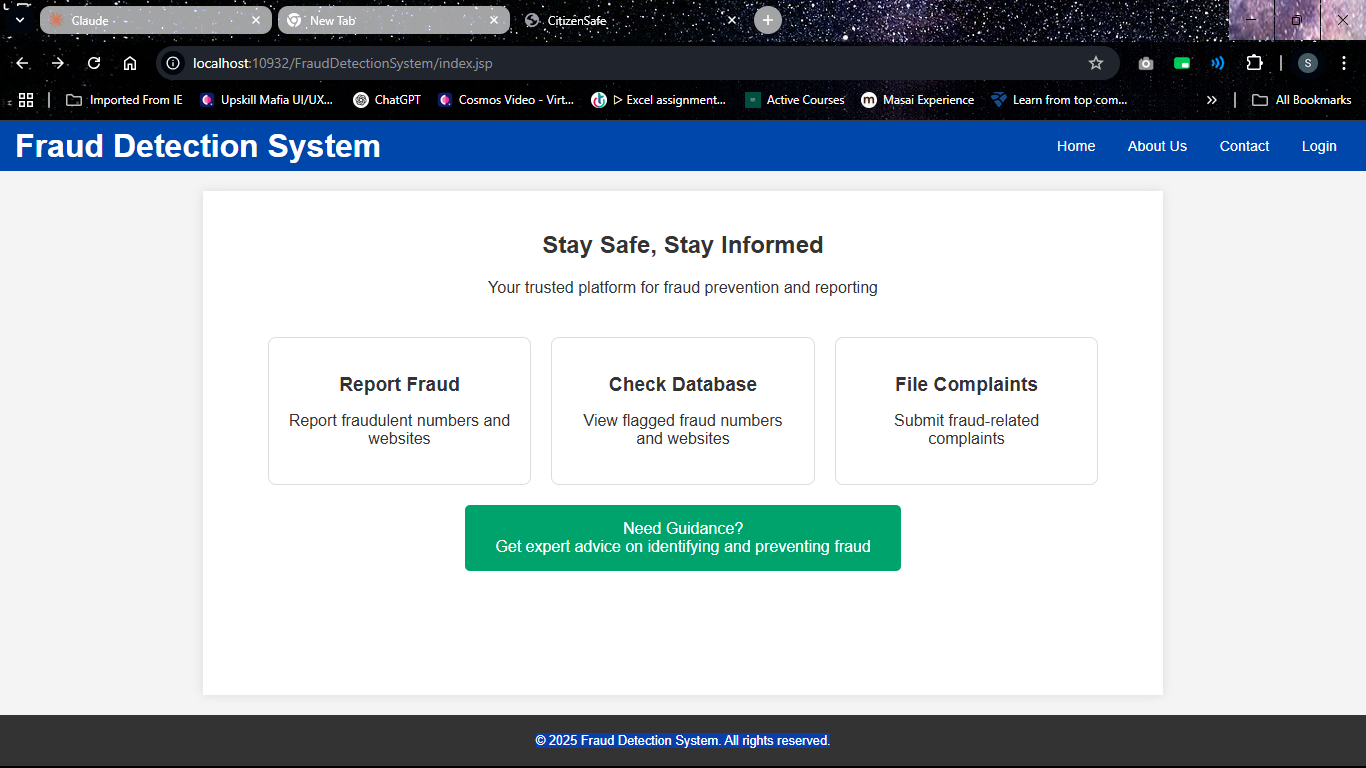 Claude
New Tab
CitizenSafe
localhost:10932/FraudDetectionSystem/index.jsp
S
Imported From IE
Upskill Mafia UI/UX...
ChatGPT
Cosmos Video - Virt...
▷ Excel assignment...
Active Courses
m
Masai Experience
Learn from top com...
»
All Bookmarks
Fraud Detection System
Home
About Us
Contact
Login
Stay Safe, Stay Informed
Your trusted platform for fraud prevention and reporting
Report Fraud
Report fraudulent numbers and
websites
Check Database
View flagged fraud numbers
and websites
File Complaints
Submit fraud-related
complaints
Need Guidance?
Get expert advice on identifying and preventing fraud
© 2025 Fraud Detection System. All rights reserved.